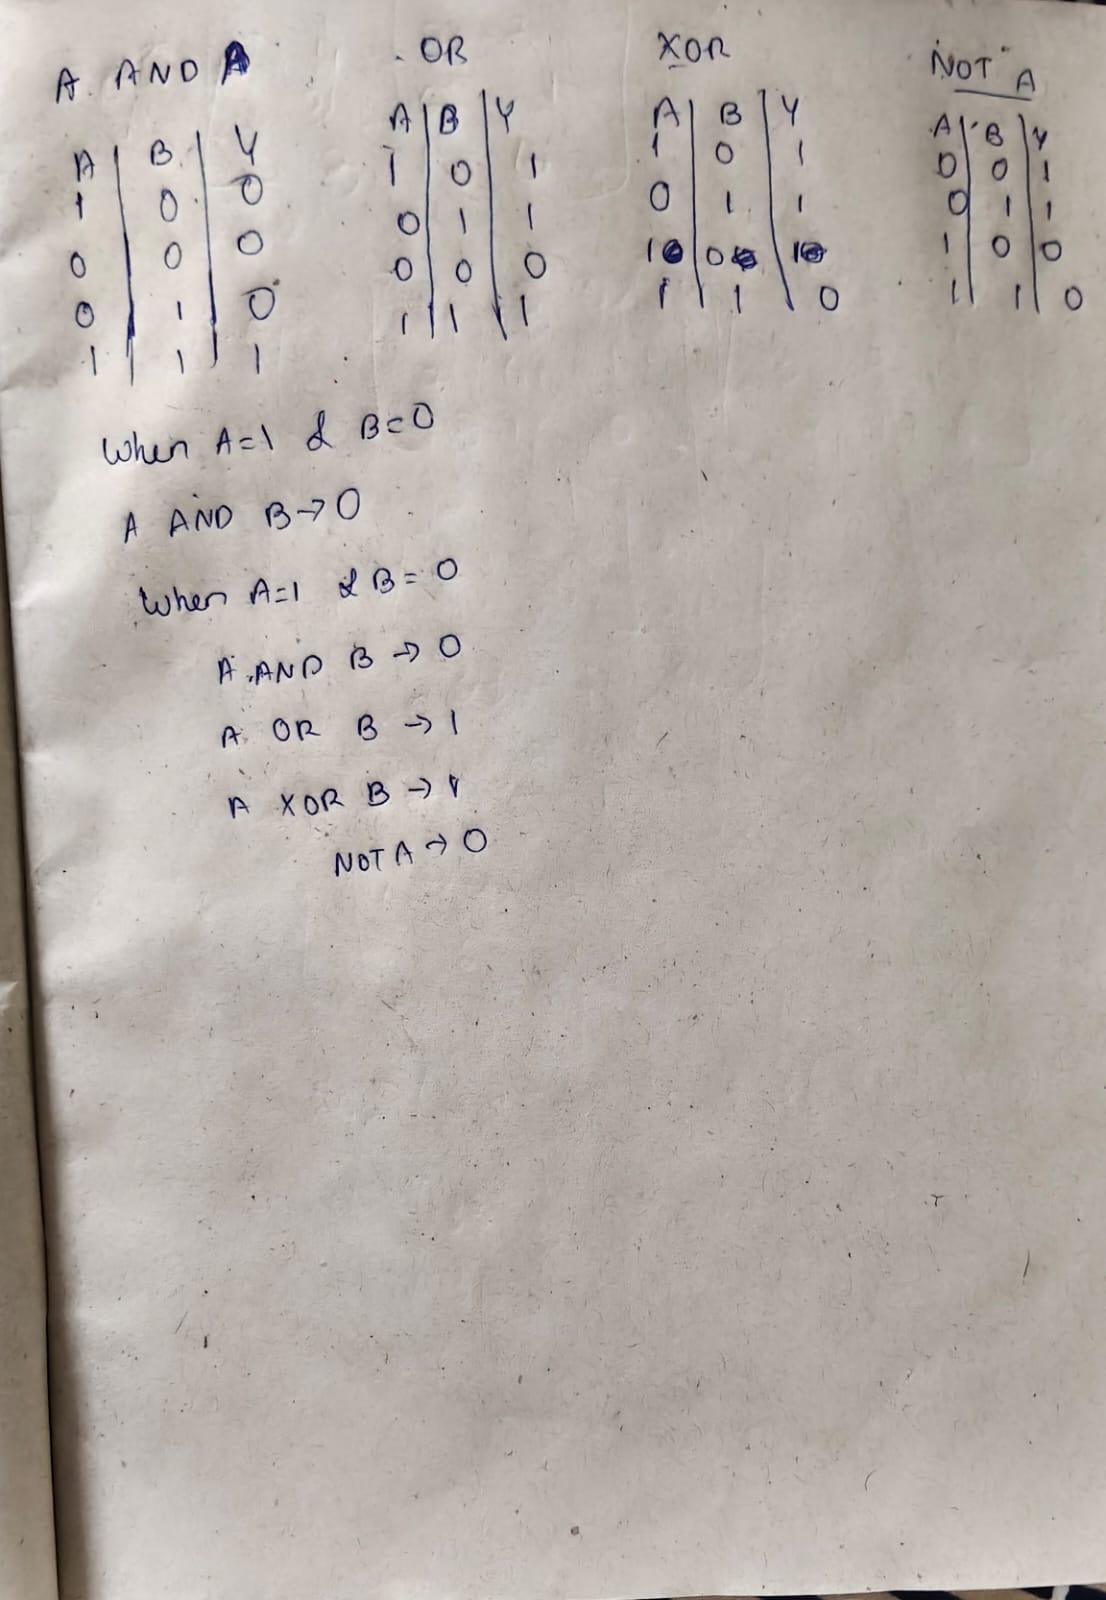 A AND A
A B Y
1 0 0
0 0 0
0 1 0
1 1 1
OR
A B Y
1 0 1
0 1 1
0 0 0
1 1 1
XOR
A B Y
1 0 1
0 1 1
1 0 1
1 1 0
NOT A
A B Y
0 0 1
0 1 1
1 0 0
1 1 0
When A=1 & B=0
A AND B→0
When A=1 & B=0
A AND B→0
A OR B→1
A XOR B→1
NOT A→0